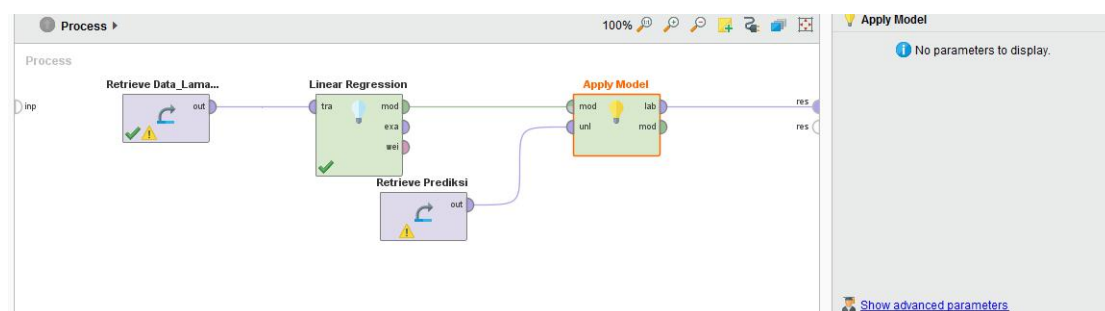 Process
100%
Apply Model
No parameters to display.
Process
Retrieve Data_Lama...
Linear Regression
Apply Model
inp
out
tra
mod
exa
wei
mod
lab
unl
mod
res
res
Retrieve Prediksi
out
Show advanced parameters